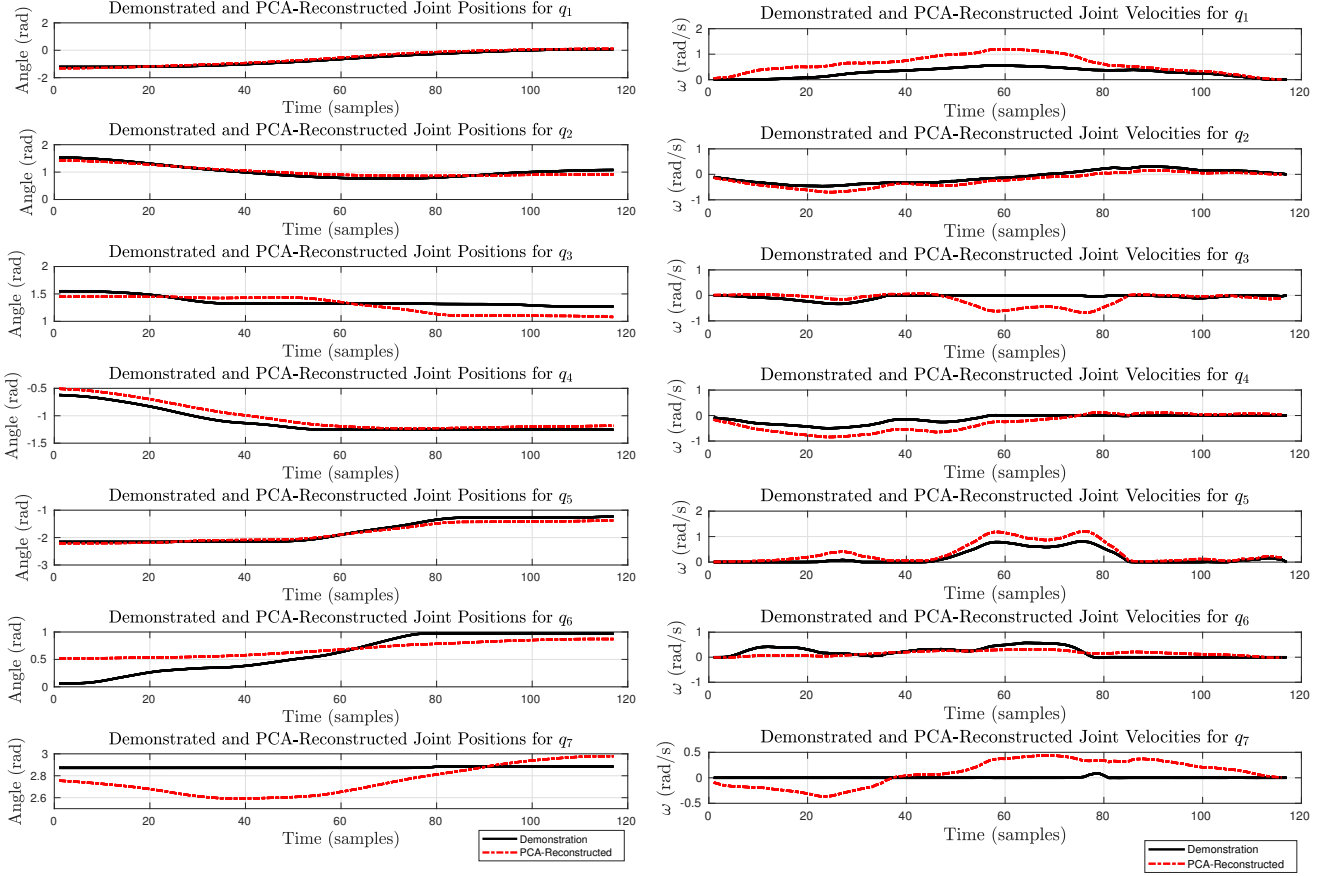 Demonstrated and PCA-Reconstructed Joint Positions for q1
2
0
-2
Angle (rad)
0 20 40 60 80 100 120
Time (samples)
Demonstrated and PCA-Reconstructed Joint Positions for q2
2
1
0
Angle (rad)
0 20 40 60 80 100 120
Time (samples)
Demonstrated and PCA-Reconstructed Joint Positions for q3
2
1.5
1
Angle (rad)
0 20 40 60 80 100 120
Time (samples)
Demonstrated and PCA-Reconstructed Joint Positions for q4
-0.5
-1
-1.5
Angle (rad)
0 20 40 60 80 100 120
Time (samples)
Demonstrated and PCA-Reconstructed Joint Positions for q5
-1
-2
-3
Angle (rad)
0 20 40 60 80 100 120
Time (samples)
Demonstrated and PCA-Reconstructed Joint Positions for q6
1
0.5
0
Angle (rad)
0 20 40 60 80 100 120
Time (samples)
Demonstrated and PCA-Reconstructed Joint Positions for q7
3
2.8
2.6
Angle (rad)
0 20 40 60 80 100 120
Time (samples)
Demonstration
PCA-Reconstructed
Demonstrated and PCA-Reconstructed Joint Velocities for q1
2
1
0
ω (rad/s)
0 20 40 60 80 100 120
Time (samples)
Demonstrated and PCA-Reconstructed Joint Velocities for q2
1
0
-1
ω (rad/s)
0 20 40 60 80 100 120
Time (samples)
Demonstrated and PCA-Reconstructed Joint Velocities for q3
1
0
-1
ω (rad/s)
0 20 40 60 80 100 120
Time (samples)
Demonstrated and PCA-Reconstructed Joint Velocities for q4
1
0
-1
ω (rad/s)
0 20 40 60 80 100 120
Time (samples)
Demonstrated and PCA-Reconstructed Joint Velocities for q5
2
1
0
ω (rad/s)
0 20 40 60 80 100 120
Time (samples)
Demonstrated and PCA-Reconstructed Joint Velocities for q6
1
0
-1
ω (rad/s)
0 20 40 60 80 100 120
Time (samples)
Demonstrated and PCA-Reconstructed Joint Velocities for q7
0.5
0
-0.5
ω (rad/s)
0 20 40 60 80 100 120
Time (samples)
Demonstration
PCA-Reconstructed